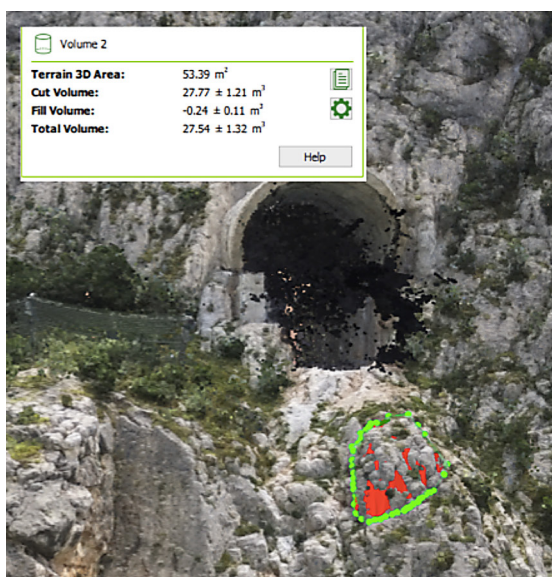 Volume 2
Terrain 3D Area: 53.39 m²
Cut Volume: 27.77 ± 1.21 m³
Fill Volume: -0.24 ± 0.11 m³
Total Volume: 27.54 ± 1.32 m³
Help